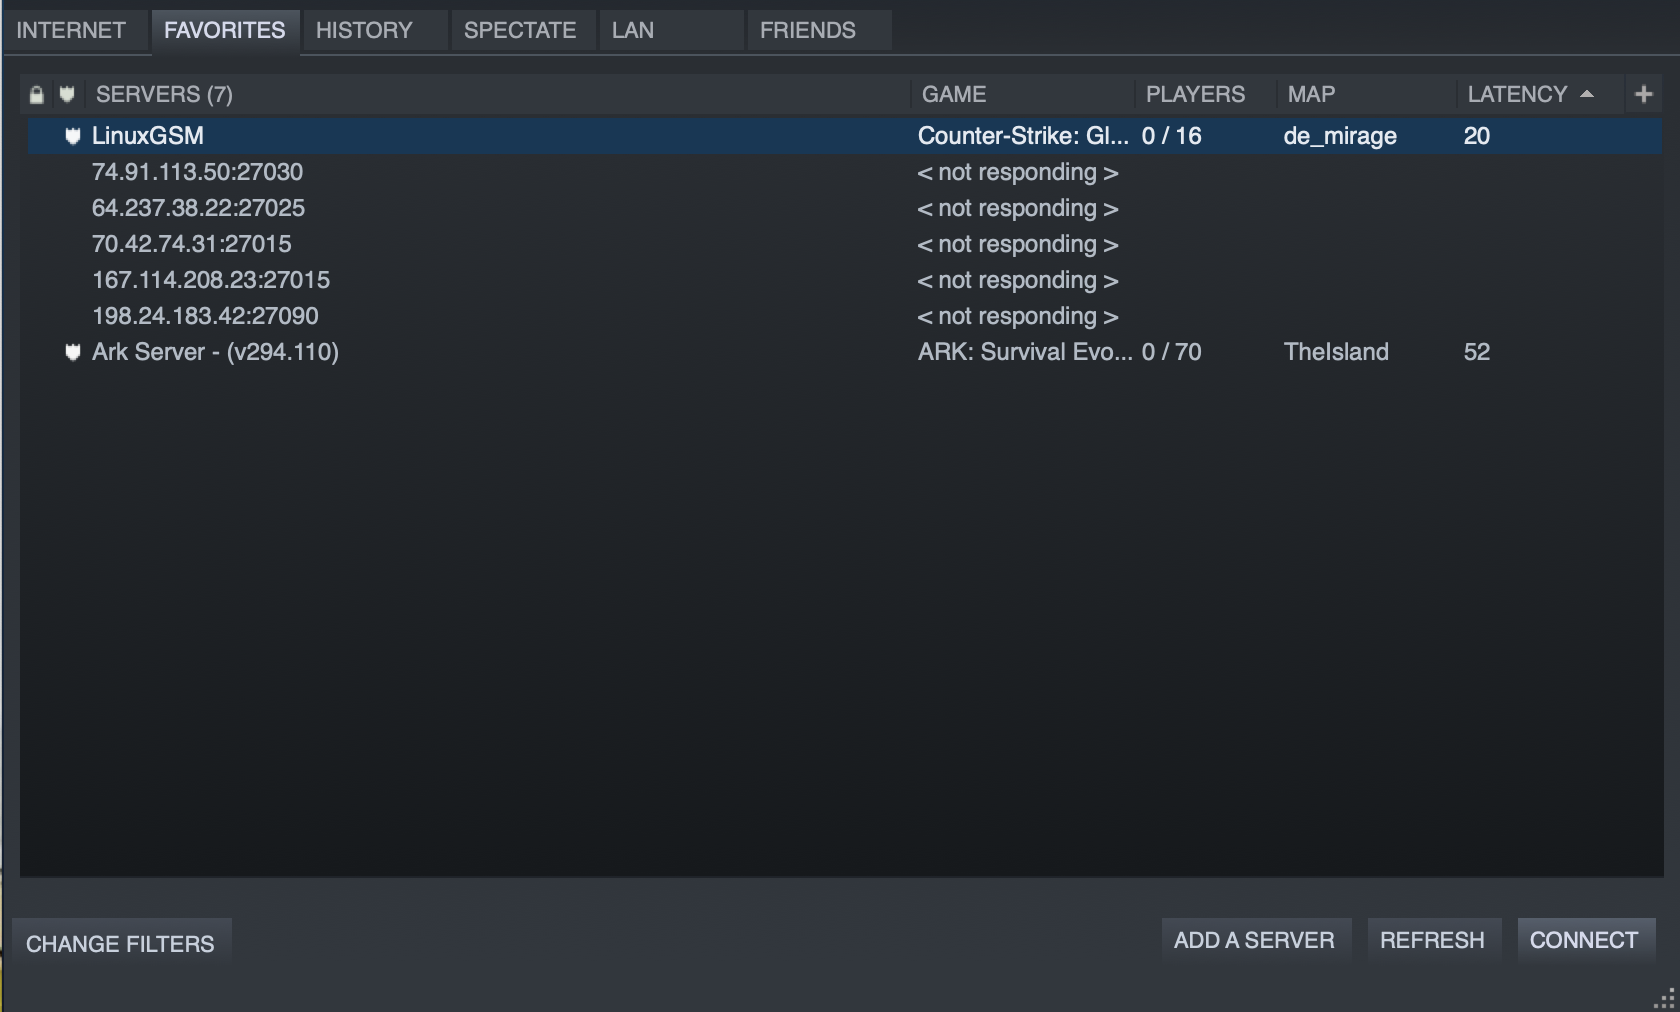 INTERNET FAVORITES HISTORY SPECTATE LAN FRIENDS
SERVERS (7) GAME PLAYERS MAP LATENCY
LinuxGSM Counter-Strike: Gl... 0 / 16 de_mirage 20
74.91.113.50:27030 < not responding >
64.237.38.22:27025 < not responding >
70.42.74.31:27015 < not responding >
167.114.208.23:27015 < not responding >
198.24.183.42:27090 < not responding >
Ark Server - (v294.110) ARK: Survival Evo... 0 / 70 TheIsland 52
CHANGE FILTERS ADD A SERVER REFRESH CONNECT